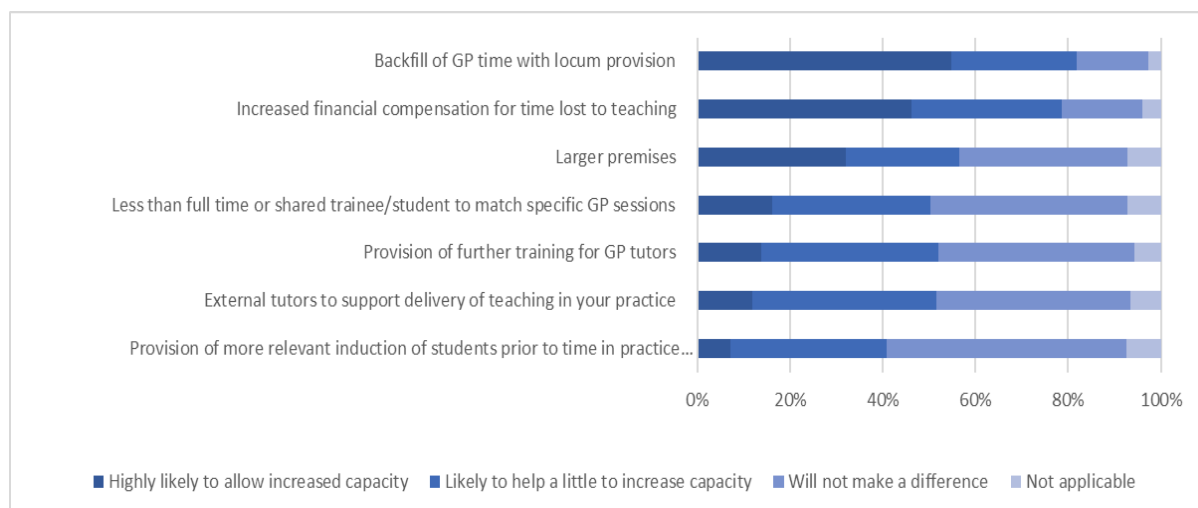 Backfill of GP time with locum provision
Increased financial compensation for time lost to teaching
Larger premises
Less than full time or shared trainee/student to match specific GP sessions
Provision of further training for GP tutors
External tutors to support delivery of teaching in your practice
Provision of more relevant induction of students prior to time in practice...
0% 20% 40% 60% 80% 100%
Highly likely to allow increased capacity Likely to help a little to increase capacity Will not make a difference Not applicable